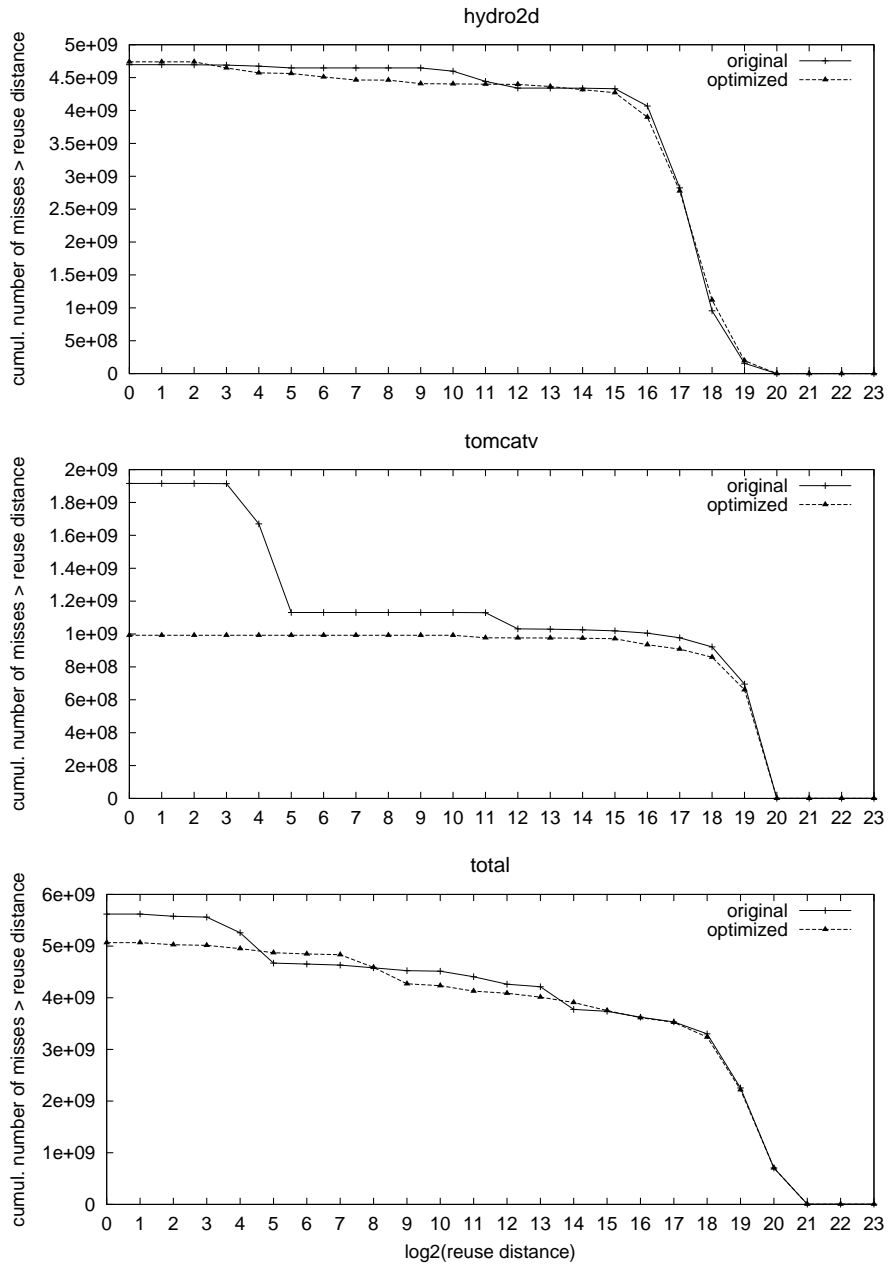 hydro2d
cumul. number of misses > reuse distance
5e+09
4.5e+09
4e+09
3.5e+09
3e+09
2.5e+09
2e+09
1.5e+09
1e+09
5e+08
0
original
optimized
0 1 2 3 4 5 6 7 8 9 10 11 12 13 14 15 16 17 18 19 20 21 22 23
tomcatv
cumul. number of misses > reuse distance
2e+09
1.8e+09
1.6e+09
1.4e+09
1.2e+09
1e+09
8e+08
6e+08
4e+08
2e+08
0
original
optimized
0 1 2 3 4 5 6 7 8 9 10 11 12 13 14 15 16 17 18 19 20 21 22 23
total
cumul. number of misses > reuse distance
6e+09
5e+09
4e+09
3e+09
2e+09
1e+09
0
original
optimized
0 1 2 3 4 5 6 7 8 9 10 11 12 13 14 15 16 17 18 19 20 21 22 23
log2(reuse distance)